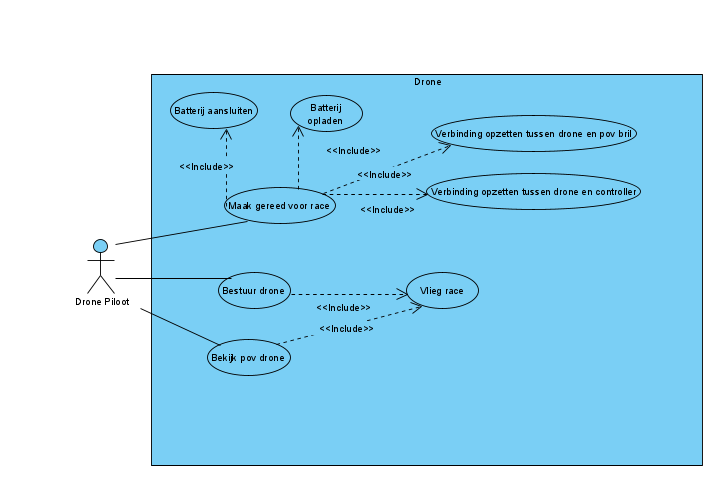 Drone
Batterij aansluiten
Batterij
opladen
Verbinding opzetten tussen drone en pov bril
<<Include>>
<<Include>>
<<Include>>
Verbinding opzetten tussen drone en controller
Maak gereed voor race
<<Include>>
Drone Piloot
Bestuur drone
Vlieg race
<<Include>>
<<Include>>
Bekijk pov drone